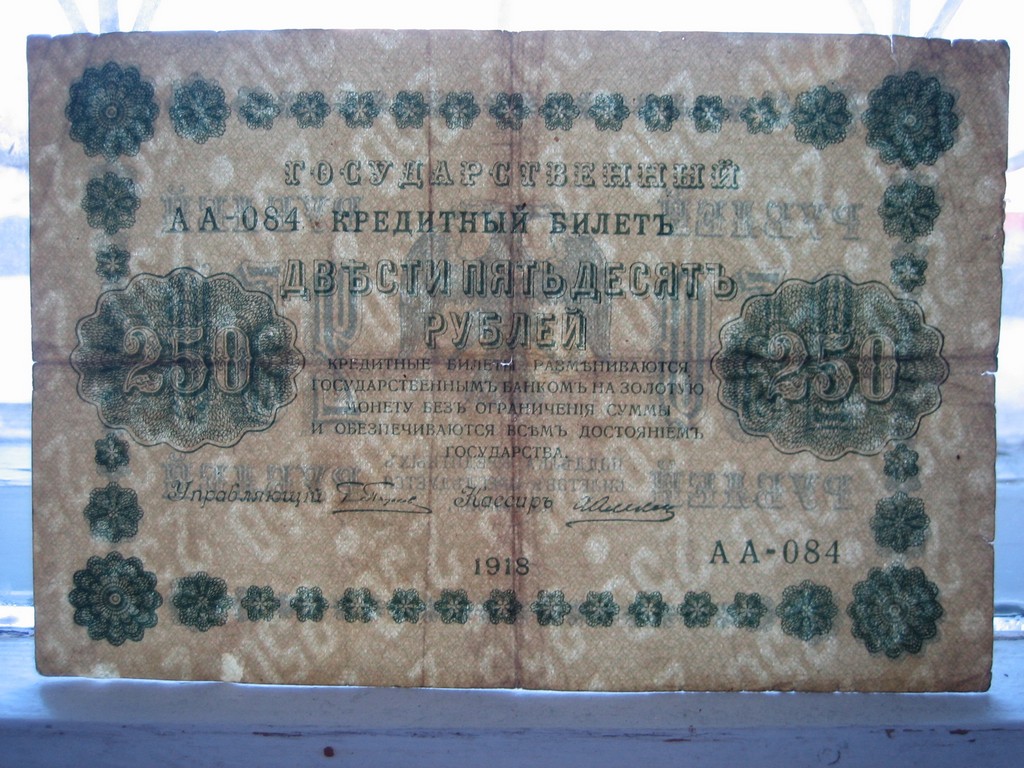 ГОСУДАРСТВЕННЫЙ
АА-084 КРЕДИТНЫЙ БИЛЕТЪ
ДВѢСТИ ПЯТЬДЕСЯТЪ
РУБЛЕЙ
250 250
КРЕДИТНЫЕ БИЛЕТЫ РАЗМѢНИВАЮТСЯ
ГОСУДАРСТВЕННЫМЪ БАНКОМЪ НА ЗОЛОТУЮ
МОНЕТУ БЕЗЪ ОГРАНИЧЕНІЯ СУММЫ
И ОБЕЗПЕЧИВАЮТСЯ ВСѢМЪ ДОСТОЯНІЕМЪ
ГОСУДАРСТВА.
Управляющій Кассиръ
1918
АА-084